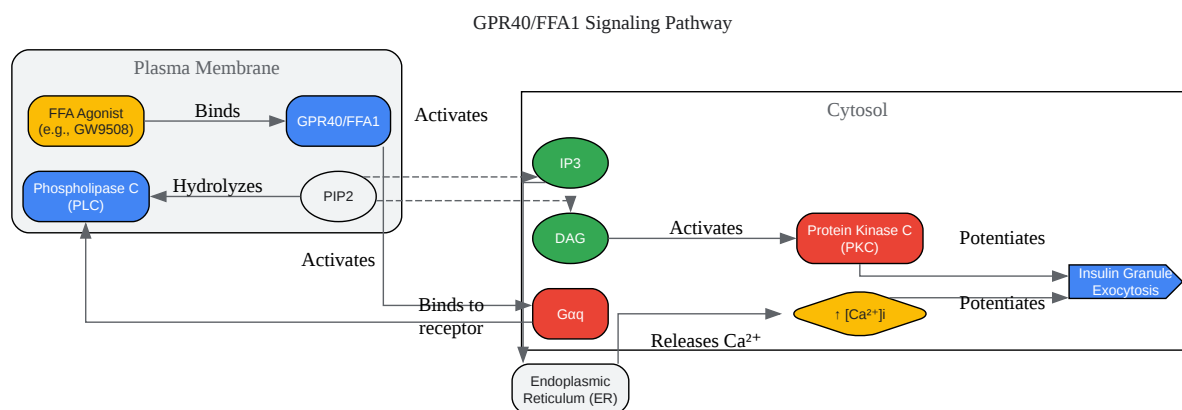 GPR40/FFA1 Signaling Pathway
Plasma Membrane
Cytosol
FFA Agonist
(e.g., GW9508)
Binds
GPR40/FFA1
Activates
IP3
Phospholipase C
(PLC)
Hydrolyzes
PIP2
DAG
Activates
Protein Kinase C
(PKC)
Potentiates
Activates
Insulin Granule
Exocytosis
Binds to
receptor
Gαq
↑ [Ca²⁺]i
Potentiates
Releases Ca²⁺
Endoplasmic
Reticulum (ER)